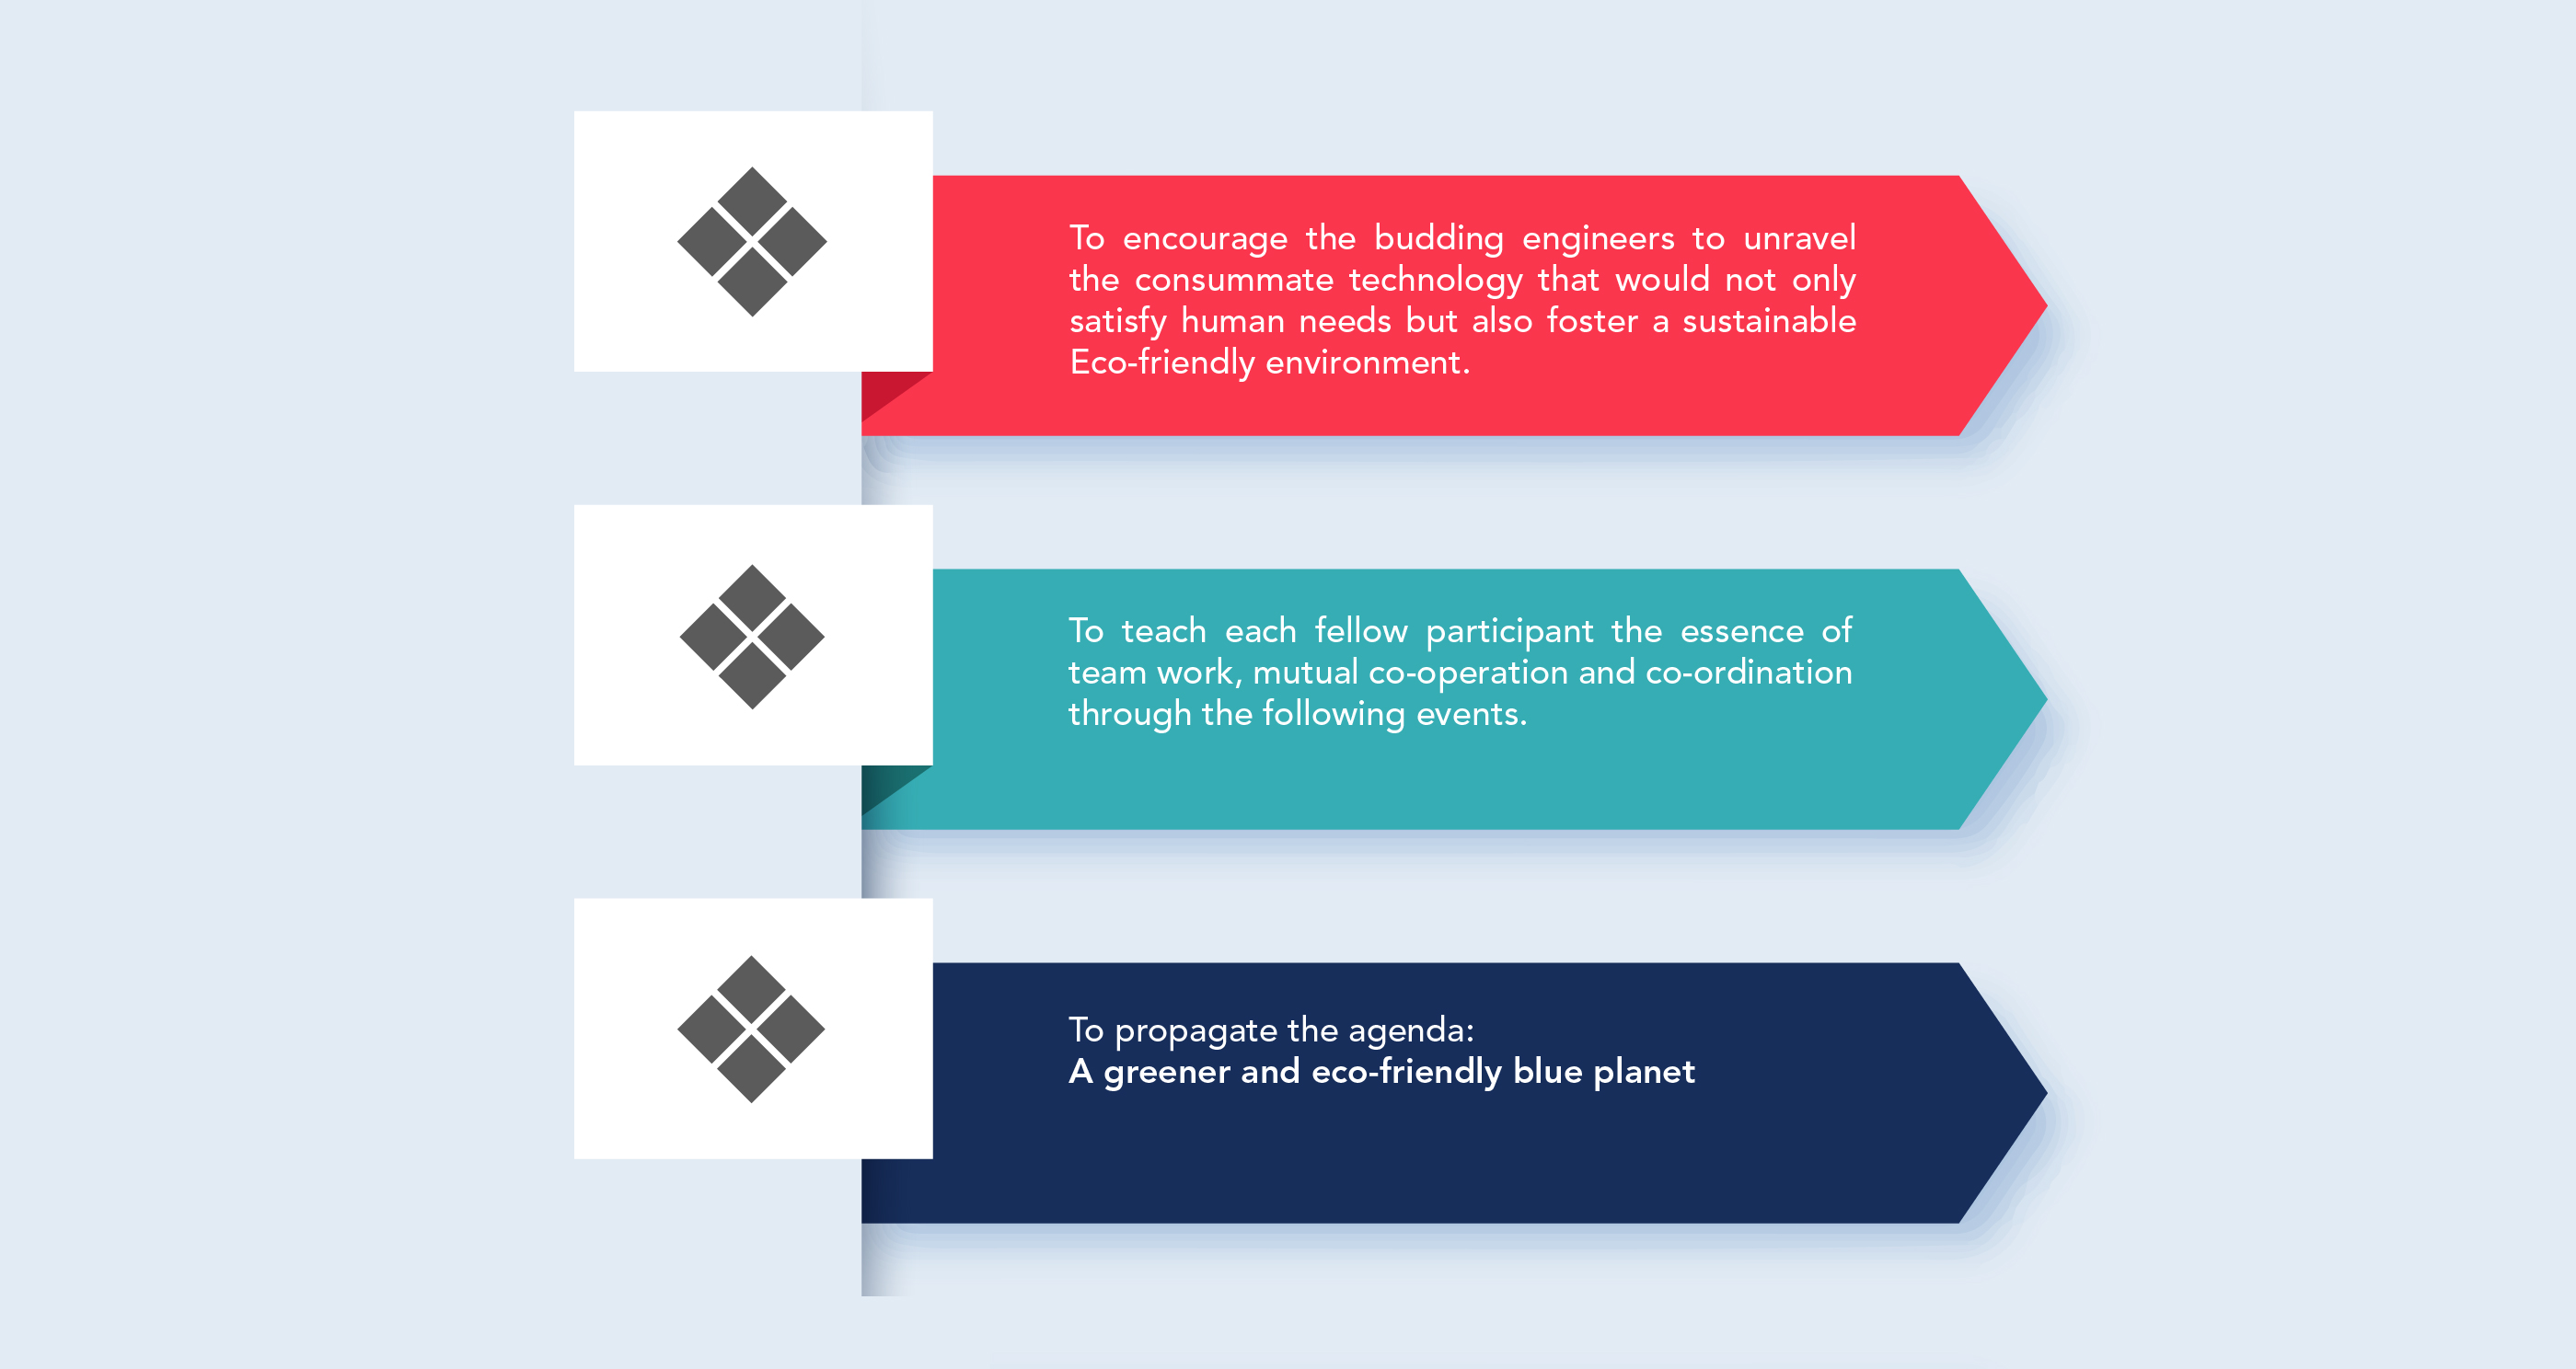 To encourage the budding engineers to unravel
the consummate technology that would not only
satisfy human needs but also foster a sustainable
Eco-friendly environment.
To teach each fellow participant the essence of
team work, mutual co-operation and co-ordination
through the following events.
To propagate the agenda:
A greener and eco-friendly blue planet